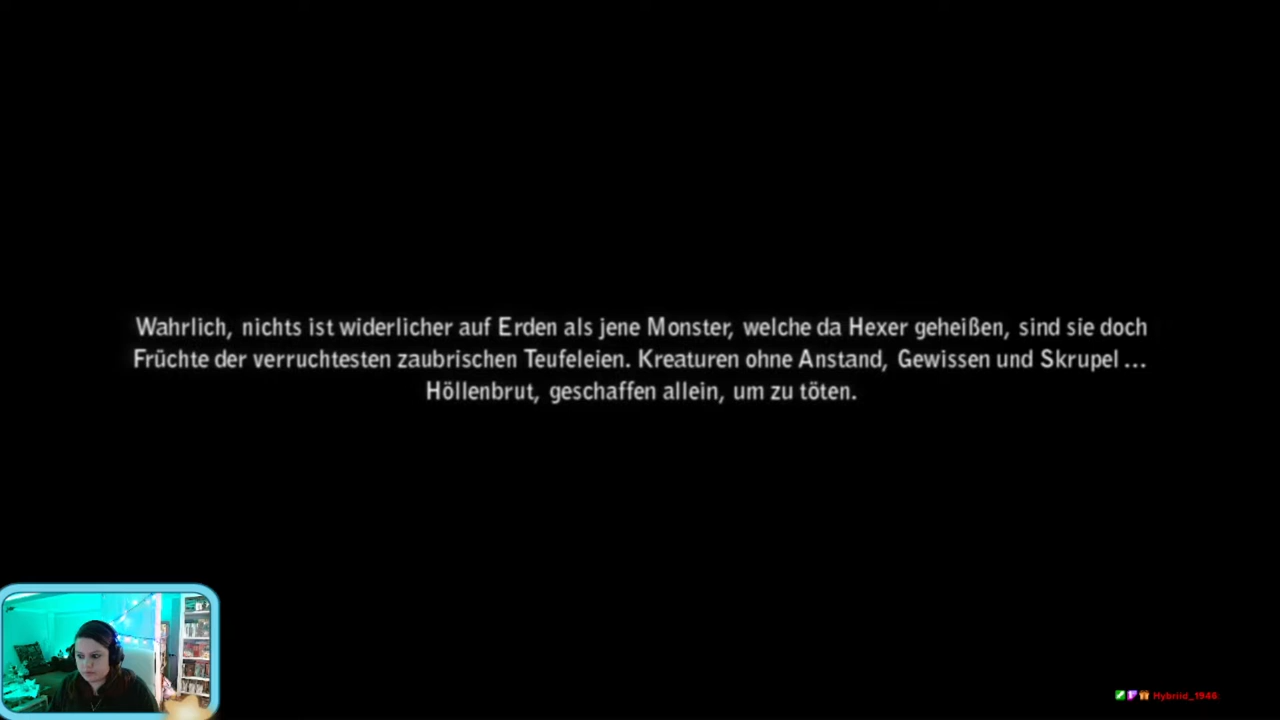 Wahrlich, nichts ist widerlicher auf Erden als jene Monster, welche da Hexer geheißen, sind sie doch
Früchte der verruchtesten zaubrischen Teufeleien. Kreaturen ohne Anstand, Gewissen und Skrupel ...
Höllenbrut, geschaffen allein, um zu töten.
Hybriid_1946